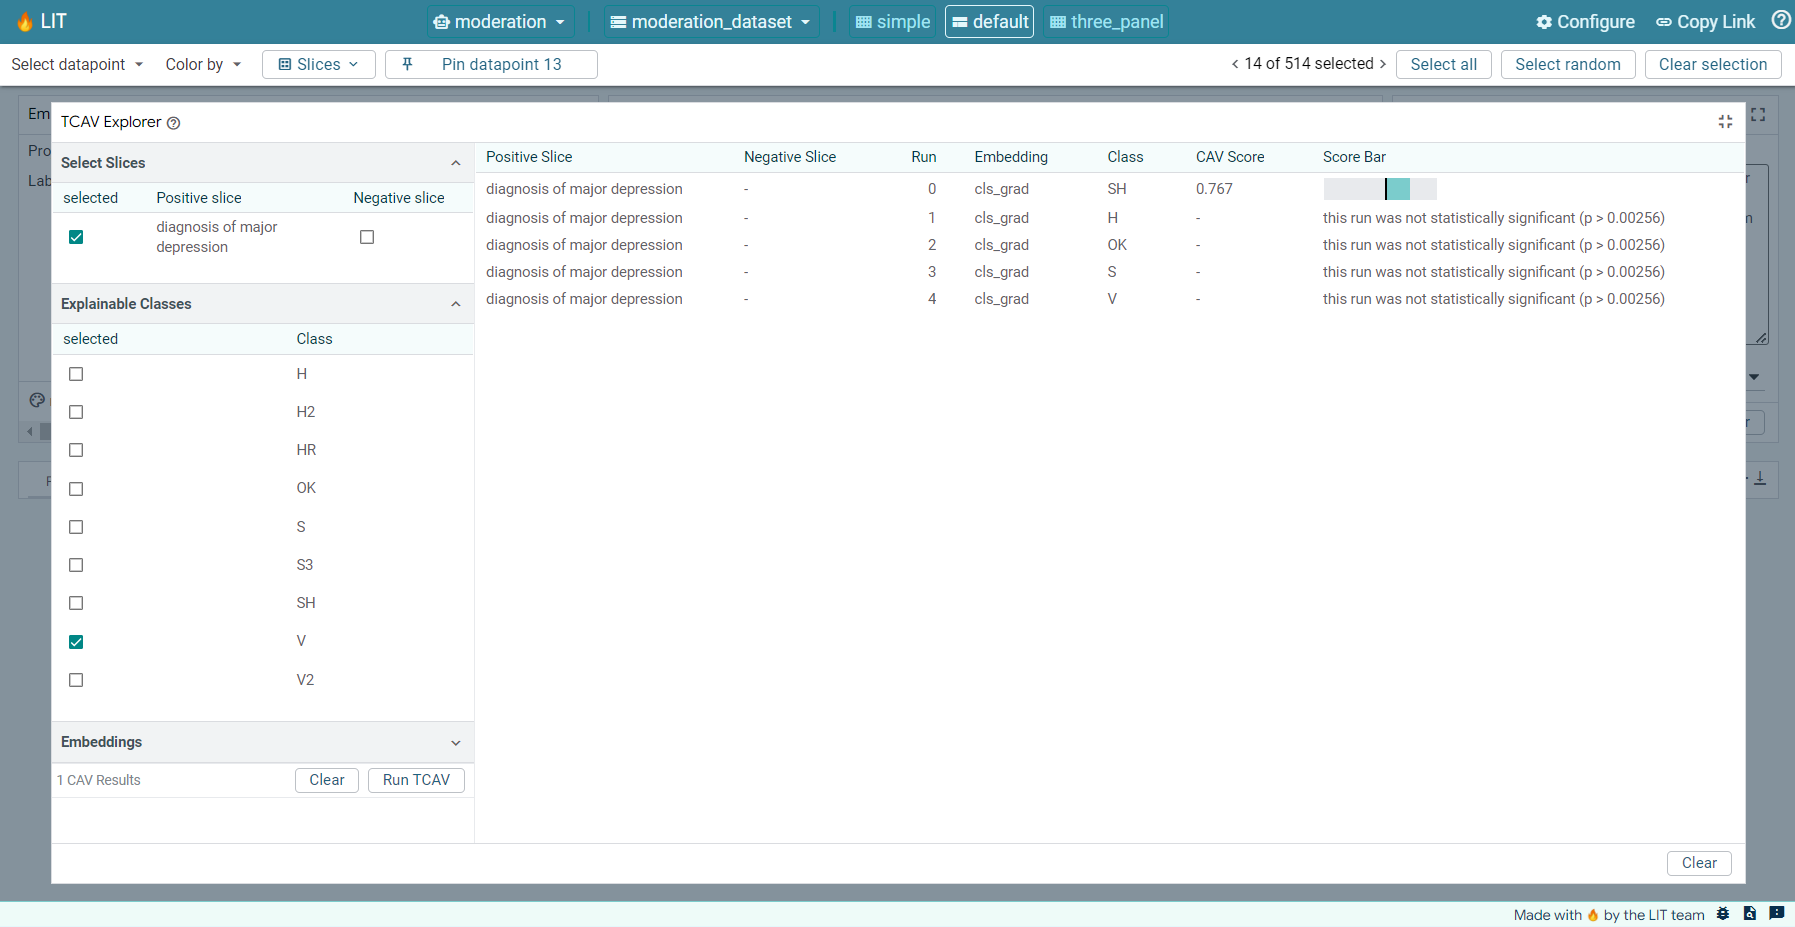 LIT moderation moderation_dataset simple default three_panel Configure Copy Link
Select datapoint Color by Slices Pin datapoint 13 14 of 514 selected Select all Select random Clear selection
Em
Pro
Lab
TCAV Explorer
Select Slices
selected Positive slice Negative slice
diagnosis of major
depression
Explainable Classes
selected Class
H
H2
HR
OK
S
S3
SH
V
V2
Embeddings
1 CAV Results Clear Run TCAV
Positive Slice Negative Slice Run Embedding Class CAV Score Score Bar
diagnosis of major depression - 0 cls_grad SH 0.767
diagnosis of major depression - 1 cls_grad H - this run was not statistically significant (p > 0.00256)
diagnosis of major depression - 2 cls_grad OK - this run was not statistically significant (p > 0.00256)
diagnosis of major depression - 3 cls_grad S - this run was not statistically significant (p > 0.00256)
diagnosis of major depression - 4 cls_grad V - this run was not statistically significant (p > 0.00256)
Clear
Made with by the LIT team